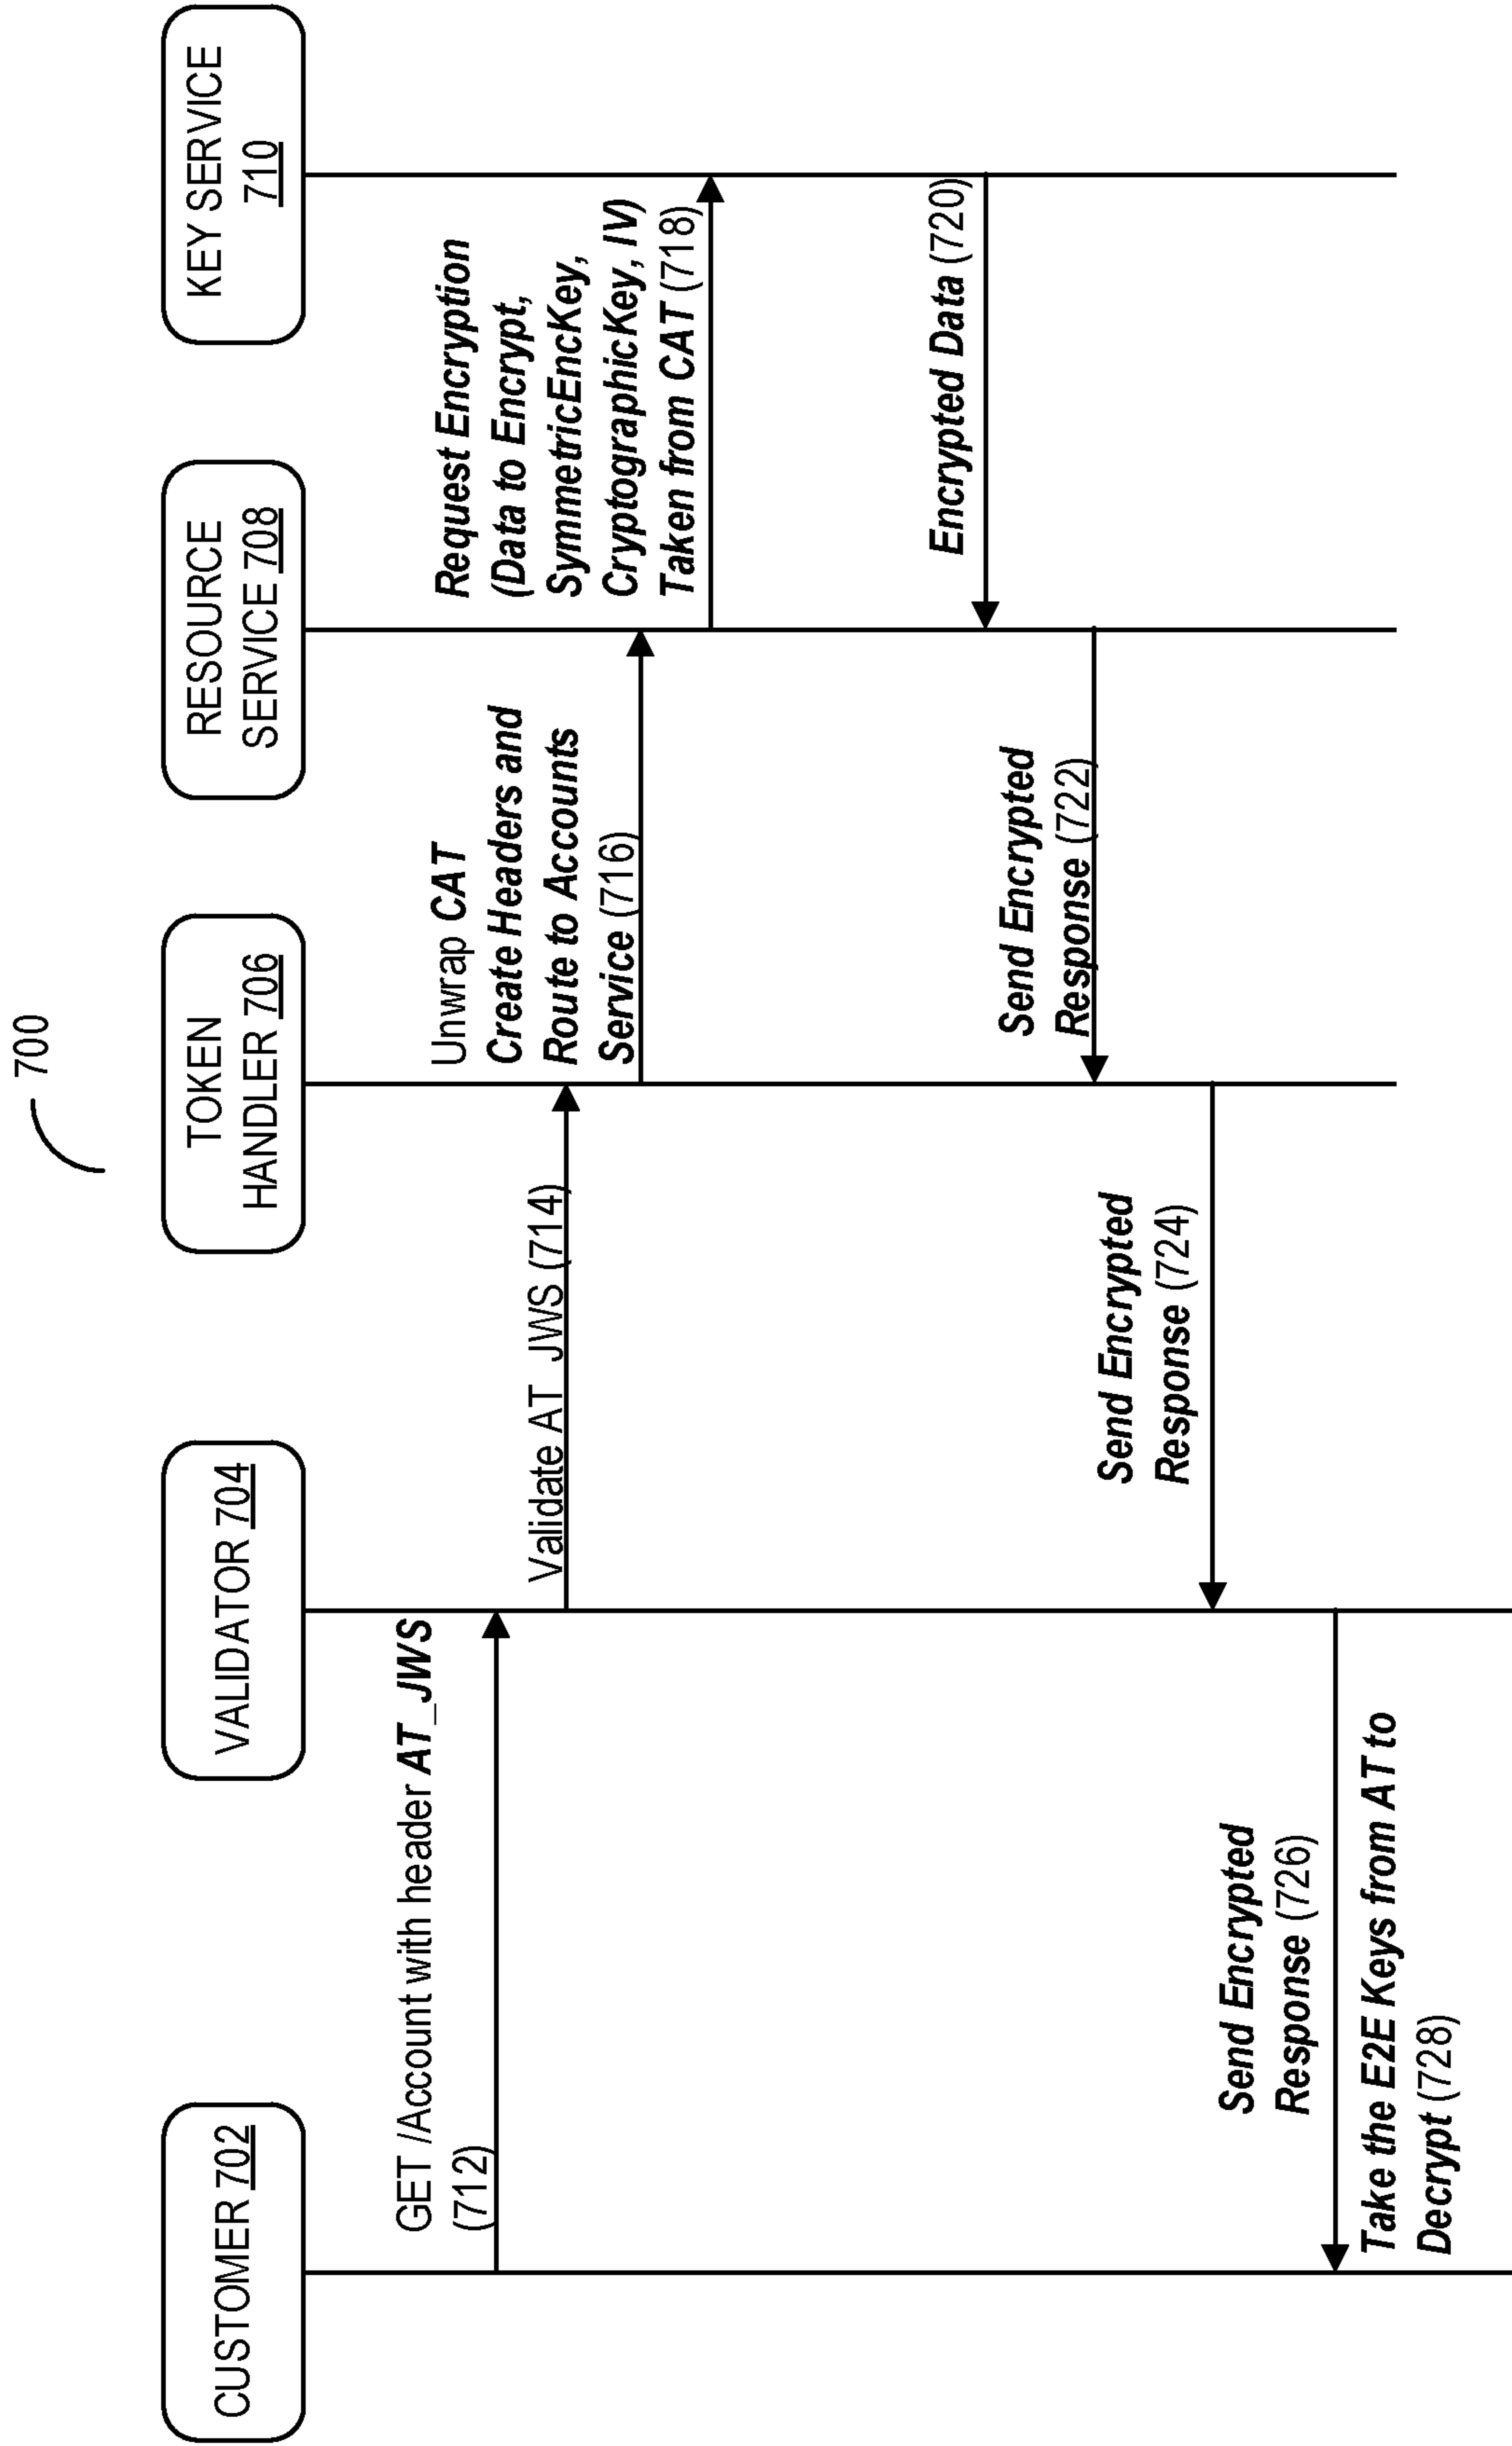 700
CUSTOMER 702
VALIDATOR 704
TOKEN
HANDLER 706
RESOURCE
SERVICE 708
KEY SERVICE
710
GET /Account with header AT_JWS
(712)
Validate AT_JWS (714)
Unwrap CAT
Create Headers and
Route to Accounts
Service (716)
Request Encryption
(Data to Encrypt,
SymmetricEncKey,
CryptographicKey, IV)
Taken from CAT (718)
Encrypted Data (720)
Send Encrypted
Response (722)
Send Encrypted
Response (724)
Send Encrypted
Response (726)
Take the E2E Keys from AT to
Decrypt (728)